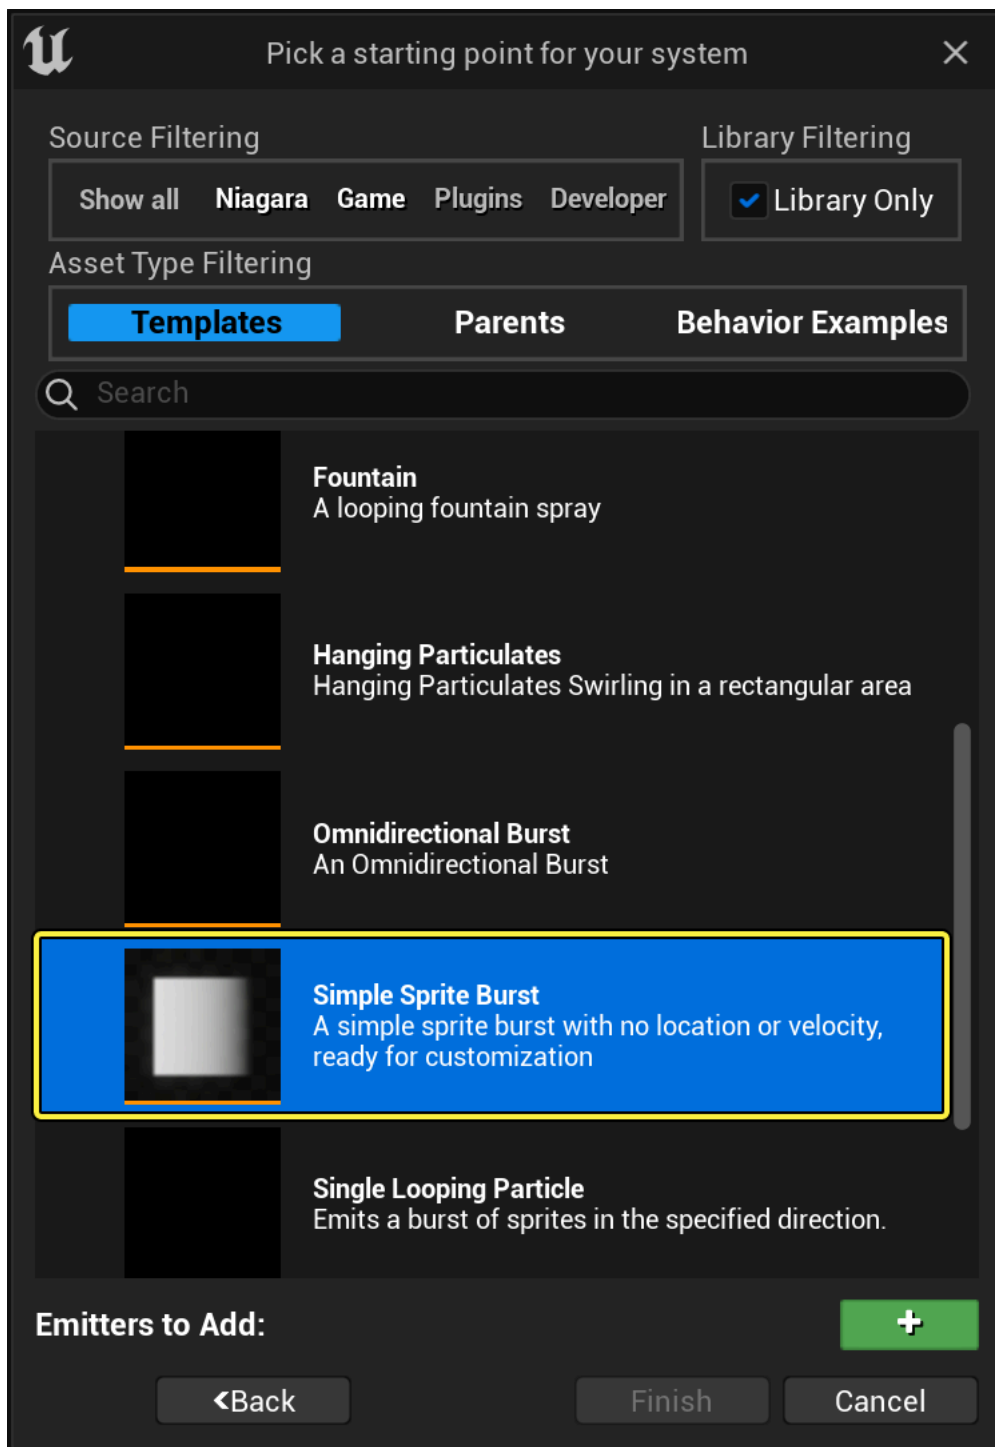 Pick a starting point for your system
Source Filtering
Library Filtering
Show all Niagara Game Plugins Developer
Library Only
Asset Type Filtering
Templates Parents Behavior Examples
Search
Fountain
A looping fountain spray
Hanging Particulates
Hanging Particulates Swirling in a rectangular area
Omnidirectional Burst
An Omnidirectional Burst
Simple Sprite Burst
A simple sprite burst with no location or velocity,
ready for customization
Single Looping Particle
Emits a burst of sprites in the specified direction.
Emitters to Add:
<Back
Finish
Cancel